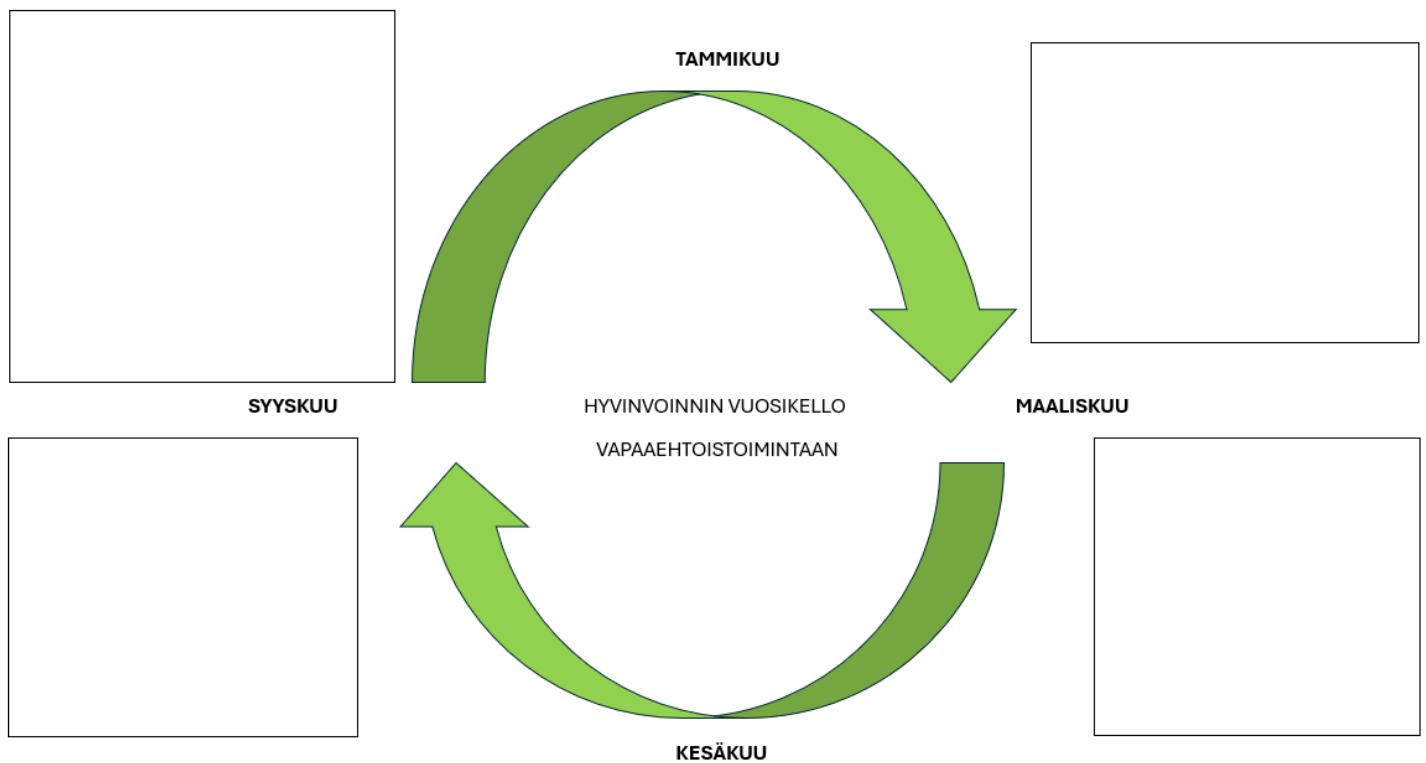 TAMMIKUU
SYYSKUU
HYVINVOINNIN VUOSIKELLO
VAPAAEHTOISTOIMINTAAN
MAALISKUU
KESÄKUU